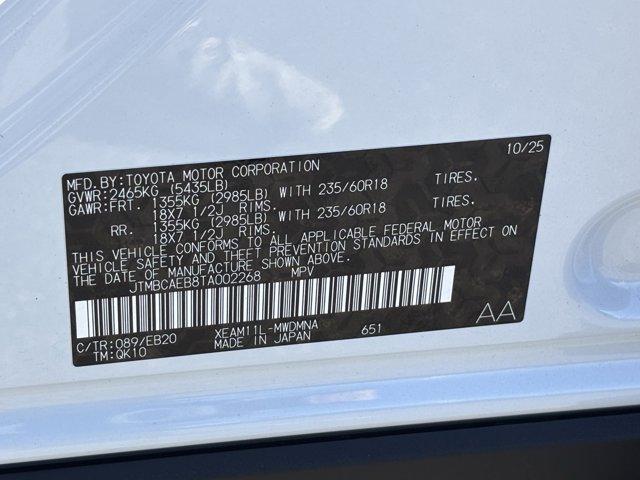 MFD.BY:TOYOTA MOTOR CORPORATION 10/25
GVWR:2465KG (5435LB)
GAWR:FRT. 1355KG (2985LB) WITH 235/60R18 TIRES.
18X7 1/2J RIMS.
RR. 1355KG (2985LB) WITH 235/60R18 TIRES.
18X7 1/2J RIMS.
THIS VEHICLE CONFORMS TO ALL APPLICABLE FEDERAL MOTOR
VEHICLE SAFETY AND THEFT PREVENTION STANDARDS IN EFFECT ON
THE DATE OF MANUFACTURE SHOWN ABOVE.
JTMBCAEB8TA002268 MPV
C/TR:089/EB20 XEAM11L-MWDMNA 651 AA
TM:QK10 MADE IN JAPAN